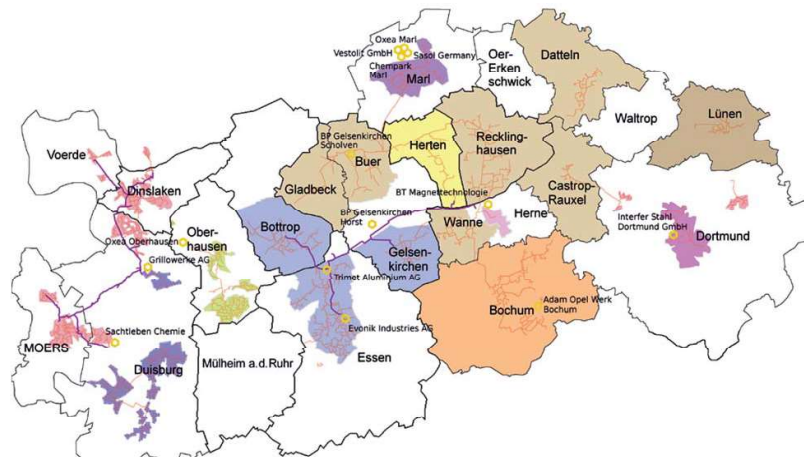 Oxea Marl
Vestolit GmbH
Sasol Germany
Chempark
Marl
Marl
Oer-
Erken
schwick
Datteln
Waltrop
Lünen
Voerde
Dinslaken
BP Gelsenkirchen
Scholven
Buer
Herten
Reckling-
hausen
Gladbeck
BT Magnettechnologie
Castrop-
Rauxel
Ober-
hausen
Oxea Oberhausen
Grillowerke AG
Bottrop
BP Gelsenkirchen
Horst
Wanne
Herne
Interfer Stahl
Dortmund GmbH
Dortmund
Gelsen-
kirchen
Trimet Aluminium AG
Evonik Industries AG
Adam Opel Werk
Bochum
Bochum
Sachtleben Chemie
MOERS
Duisburg
Mülheim a.d.Ruhr
Essen